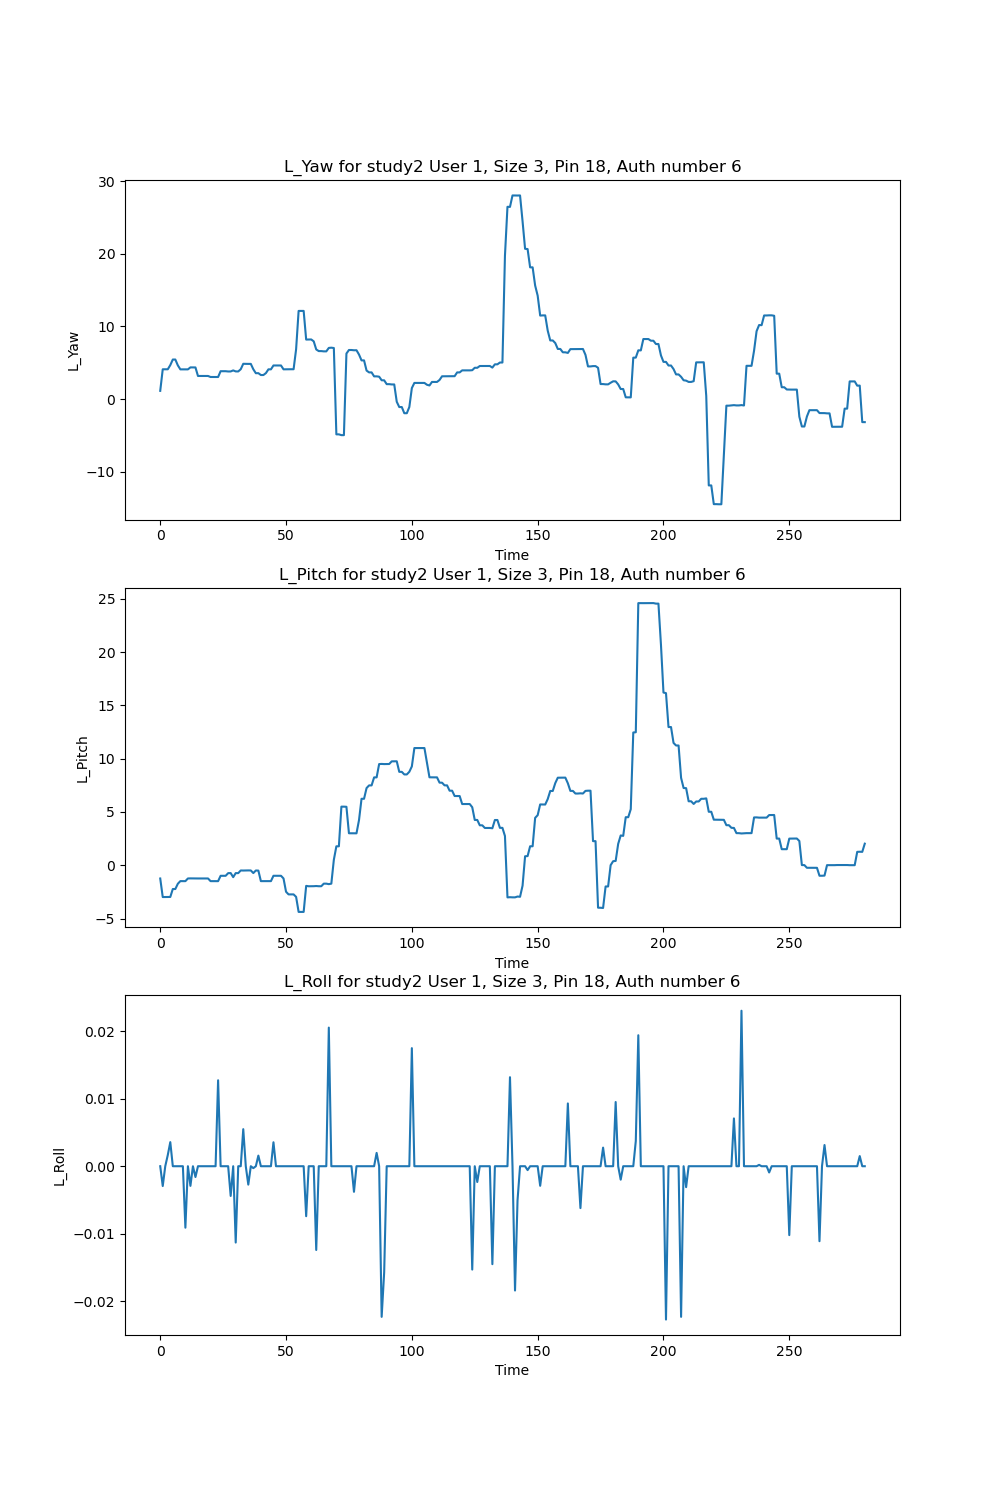 L_Yaw for study2 User 1, Size 3, Pin 18, Auth number 6
30
20
10
0
−10
L_Yaw
0 50 100 150 200 250
Time
L_Pitch for study2 User 1, Size 3, Pin 18, Auth number 6
25
20
15
10
5
0
−5
L_Pitch
0 50 100 150 200 250
Time
L_Roll for study2 User 1, Size 3, Pin 18, Auth number 6
0.02
0.01
0.00
−0.01
−0.02
L_Roll
0 50 100 150 200 250
Time